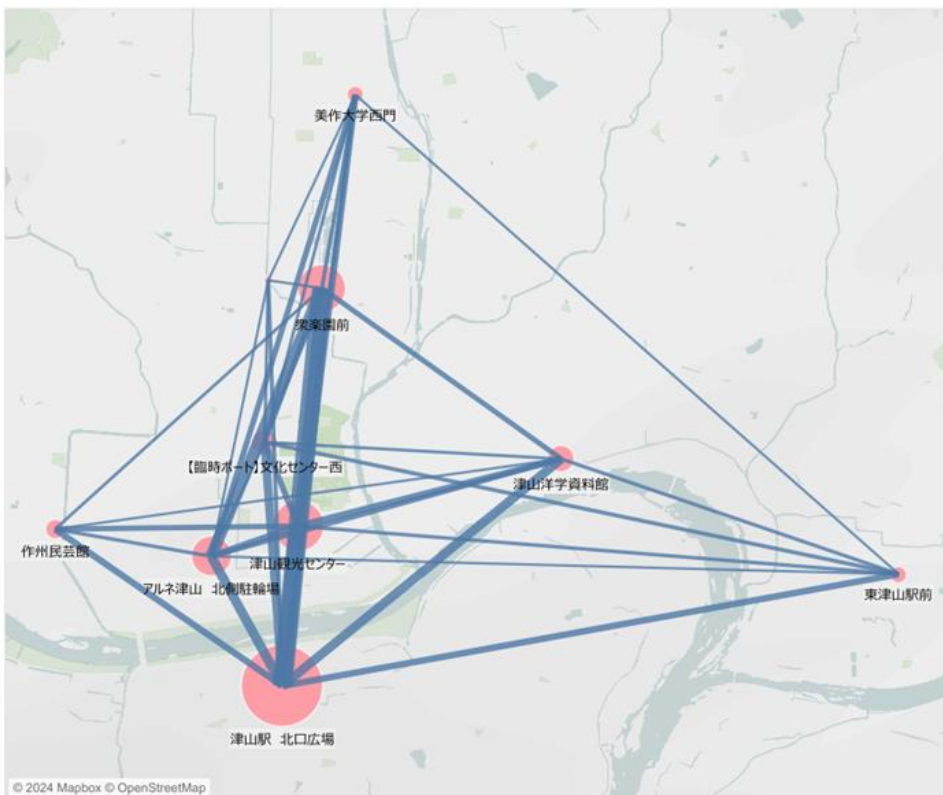 美作大学西門
衆楽園前
【臨時ポート】文化センター西
津山洋学資料館
作州民芸館
津山観光センター
アルネ津山 北側駐輪場
東津山駅前
津山駅 北口広場
© 2024 Mapbox © OpenStreetMap